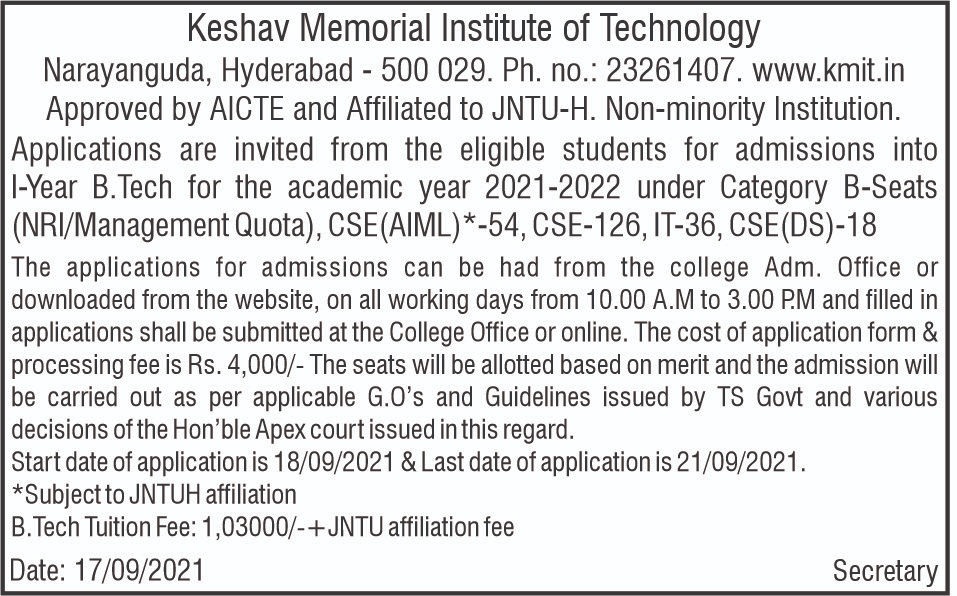 Keshav Memorial Institute of Technology
Narayanguda, Hyderabad - 500 029. Ph. no.: 23261407. www.kmit.in
Approved by AICTE and Affiliated to JNTU-H. Non-minority Institution.
Applications are invited from the eligible students for admissions into
I-Year B.Tech for the academic year 2021-2022 under Category B-Seats
(NRI/Management Quota), CSE(AIML)*-54, CSE-126, IT-36, CSE(DS)-18
The applications for admissions can be had from the college Adm. Office or
downloaded from the website, on all working days from 10.00 A.M to 3.00 P.M and filled in
applications shall be submitted at the College Office or online. The cost of application form &
processing fee is Rs. 4,000/- The seats will be allotted based on merit and the admission will
be carried out as per applicable G.O's and Guidelines issued by TS Govt and various
decisions of the Hon'ble Apex court issued in this regard.
Start date of application is 18/09/2021 & Last date of application is 21/09/2021.
*Subject to JNTUH affiliation
B.Tech Tuition Fee: 1,03000/-+JNTU affiliation fee
Date: 17/09/2021 Secretary